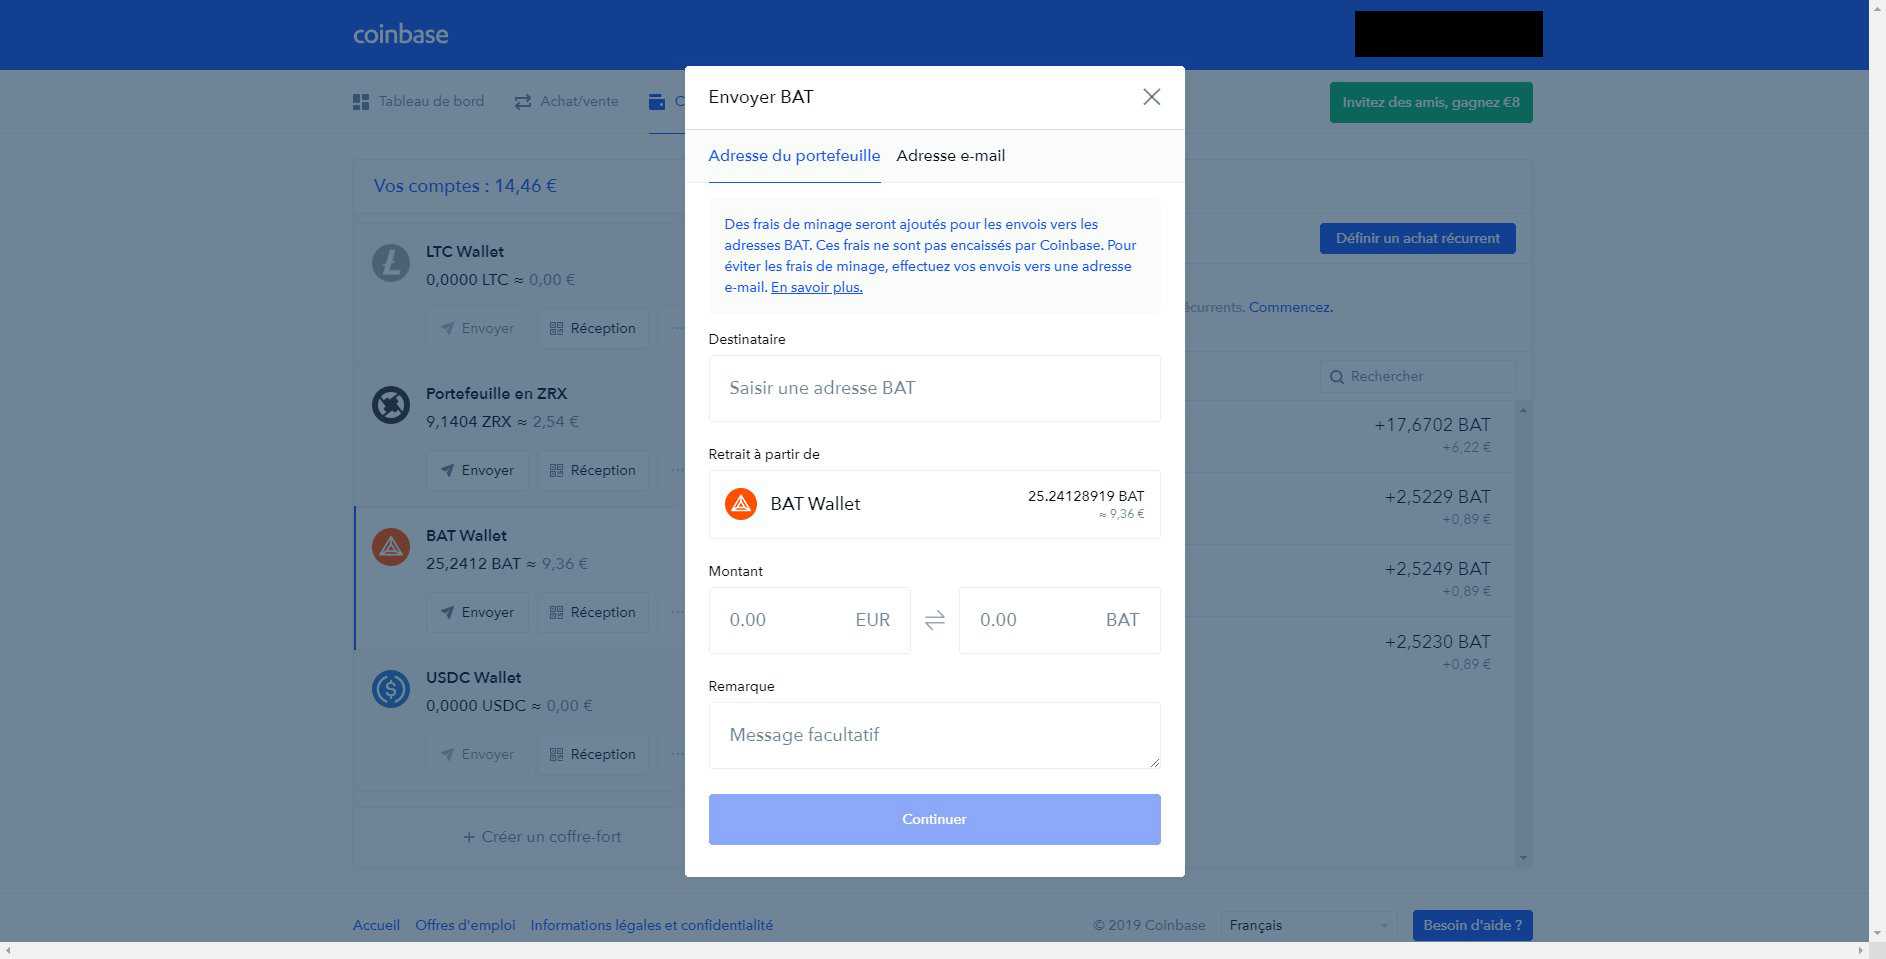 coinbase
Tableau de bord
Achat/vente
C
Invitez des amis, gagnez €8
Vos comptes : 14,46 €
LTC Wallet
0,0000 LTC ≈ 0,00 €
Envoyer
Réception
Portefeuille en ZRX
9,1404 ZRX ≈ 2,54 €
Envoyer
Réception
BAT Wallet
25,2412 BAT ≈ 9,36 €
Envoyer
Réception
USDC Wallet
0,0000 USDC ≈ 0,00 €
Envoyer
Réception
+ Créer un coffre-fort
Envoyer BAT
Adresse du portefeuille
Adresse e-mail
Des frais de minage seront ajoutés pour les envois vers les
adresses BAT. Ces frais ne sont pas encaissés par Coinbase. Pour
éviter les frais de minage, effectuez vos envois vers une adresse
e-mail. En savoir plus.
Destinataire
Saisir une adresse BAT
Retrait à partir de
BAT Wallet
25.24128919 BAT
≈ 9,36 €
Montant
0.00 EUR
0.00 BAT
Remarque
Message facultatif
Continuer
Définir un achat récurrent
écurrents. Commencez.
Rechercher
+17,6702 BAT
+6,22 €
+2,5229 BAT
+0,89 €
+2,5249 BAT
+0,89 €
+2,5230 BAT
+0,89 €
Accueil
Offres d'emploi
Informations légales et confidentialité
© 2019 Coinbase
Français
Besoin d'aide ?